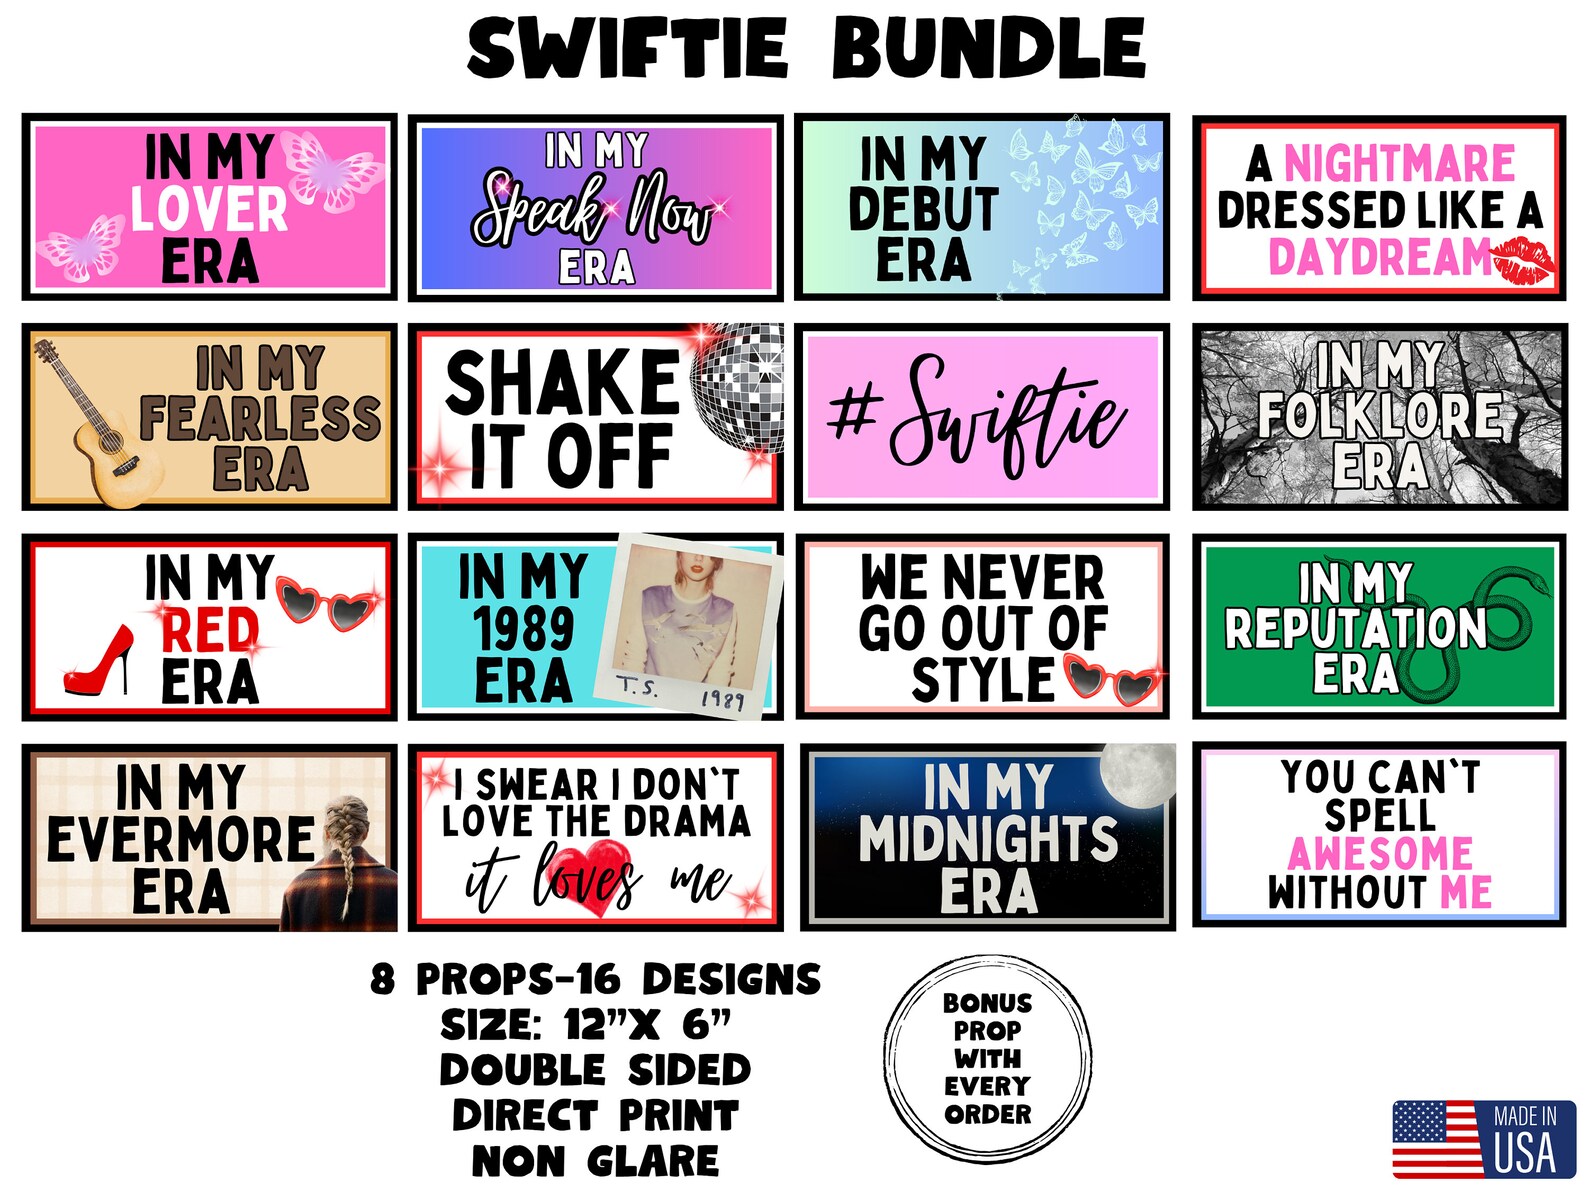 SWIFTIE BUNDLE
IN MY
LOVER
ERA
IN MY
Speak Now
ERA
IN MY
DEBUT
ERA
A NIGHTMARE
DRESSED LIKE A
DAYDREAM
IN MY
FEARLESS
ERA
SHAKE
IT OFF
#Swiftie
IN MY
FOLKLORE
ERA
IN MY
RED
ERA
IN MY
1989
ERA
T.S. 1989
WE NEVER
GO OUT OF
STYLE
IN MY
REPUTATION
ERA
IN MY
EVERMORE
ERA
I SWEAR I DON'T
LOVE THE DRAMA
it loves me
IN MY
MIDNIGHTS
ERA
YOU CAN'T
SPELL
AWESOME
WITHOUT ME
8 PROPS-16 DESIGNS
SIZE: 12"X 6"
DOUBLE SIDED
DIRECT PRINT
NON GLARE
BONUS
PROP
WITH
EVERY
ORDER
MADE IN
USA